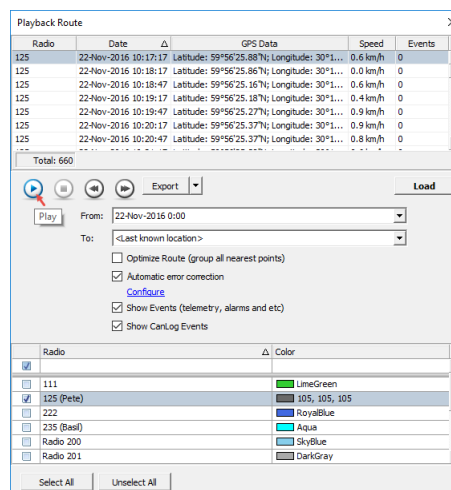 Playback Route
Radio Date GPS Data Speed Events
125 22-Nov-2016 10:17:17 Latitude: 59°56'25.88"N; Longitude: 30°1... 0.6 km/h 0
125 22-Nov-2016 10:18:17 Latitude: 59°56'25.86"N; Longitude: 30°1... 0.0 km/h 0
125 22-Nov-2016 10:18:47 Latitude: 59°56'25.16"N; Longitude: 30°1... 0.6 km/h 0
125 22-Nov-2016 10:19:17 Latitude: 59°56'25.16"N; Longitude: 30°1... 0.4 km/h 0
125 22-Nov-2016 10:19:47 Latitude: 59°56'25.27"N; Longitude: 30°1... 0.9 km/h 0
125 22-Nov-2016 10:20:17 Latitude: 59°56'25.37"N; Longitude: 30°1... 0.9 km/h 0
125 22-Nov-2016 10:20:47 Latitude: 59°56'25.27"N; Longitude: 30°1... 0.8 km/h 0
Total: 660
Export Load
Play
From: 22-Nov-2016 0:00
To: <Last known location>
Optimize Route (group all nearest points)
Automatic error correction
Configure
Show Events (telemetry, alarms and etc)
Show CanLog Events
Radio Color
111 LimeGreen
125 (Pete) 105, 105, 105
222 RoyalBlue
235 (Basil) Aqua
Radio 200 SkyBlue
Radio 201 DarkGray
Select All Unselect All